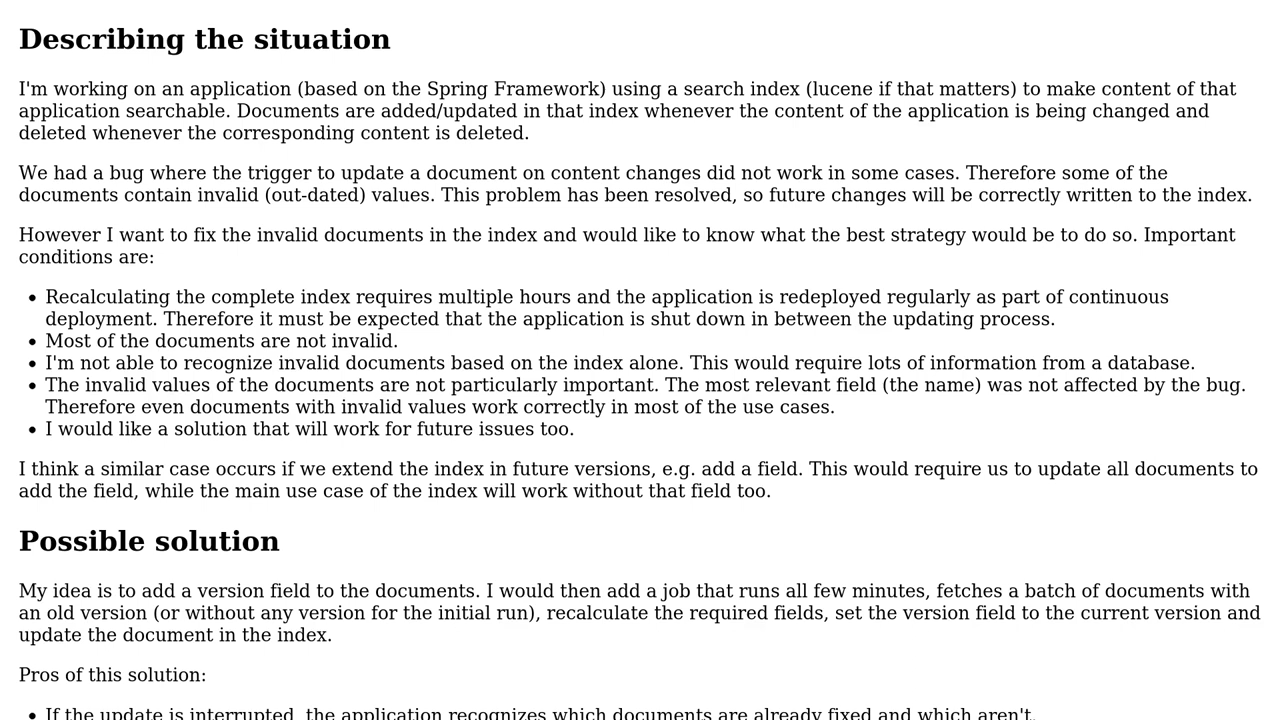 Describing the situation
I'm working on an application (based on the Spring Framework) using a search index (lucene if that matters) to make content of that
application searchable. Documents are added/updated in that index whenever the content of the application is being changed and
deleted whenever the corresponding content is deleted.
We had a bug where the trigger to update a document on content changes did not work in some cases. Therefore some of the
documents contain invalid (out-dated) values. This problem has been resolved, so future changes will be correctly written to the index.
However I want to fix the invalid documents in the index and would like to know what the best strategy would be to do so. Important
conditions are:
• Recalculating the complete index requires multiple hours and the application is redeployed regularly as part of continuous
deployment. Therefore it must be expected that the application is shut down in between the updating process.
• Most of the documents are not invalid.
• I'm not able to recognize invalid documents based on the index alone. This would require lots of information from a database.
• The invalid values of the documents are not particularly important. The most relevant field (the name) was not affected by the bug.
Therefore even documents with invalid values work correctly in most of the use cases.
• I would like a solution that will work for future issues too.
I think a similar case occurs if we extend the index in future versions, e.g. add a field. This would require us to update all documents to
add the field, while the main use case of the index will work without that field too.
Possible solution
My idea is to add a version field to the documents. I would then add a job that runs all few minutes, fetches a batch of documents with
an old version (or without any version for the initial run), recalculate the required fields, set the version field to the current version and
update the document in the index.
Pros of this solution:
• If the update is interrupted, the application recognizes which documents are already fixed and which aren't.